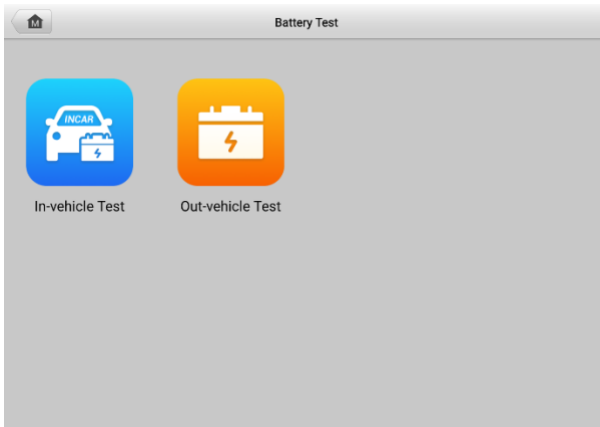 M
Battery Test
INCAR
In-vehicle Test
Out-vehicle Test